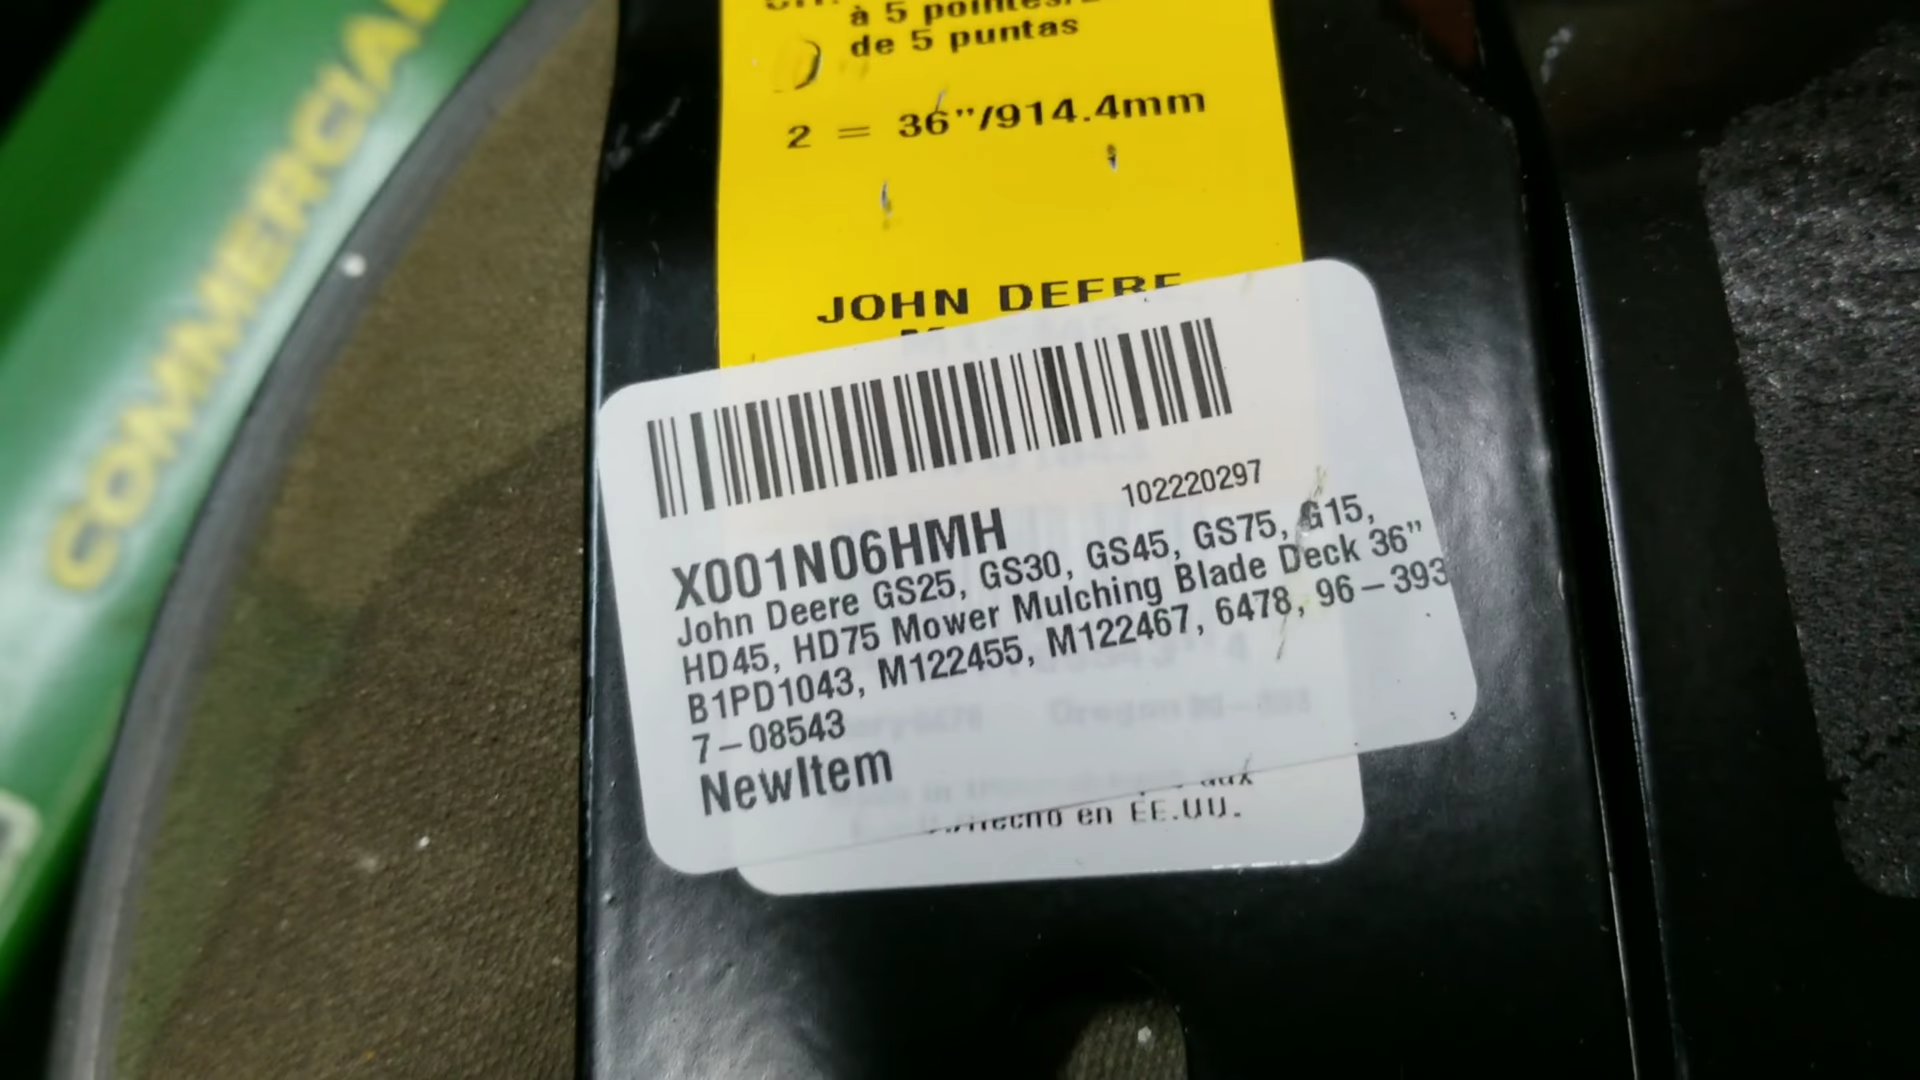 COMMERCIAL
à 5 pointes/
de 5 puntas
2 = 36”/914.4mm
JOHN DEERE
102220297
X001N06HMH
John Deere GS25, GS30, GS45, GS75, G15,
HD45, HD75 Mower Mulching Blade Deck 36”
B1PD1043, M122455, M122467, 6478, 96-393
7-08543
NewItem
aux
en EE.UU.